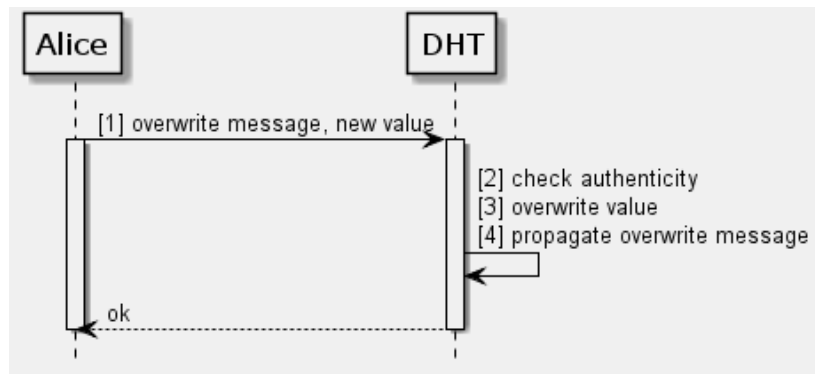 Alice
DHT
[1] overwrite message, new value
[2] check authenticity
[3] overwrite value
[4] propagate overwrite message
ok